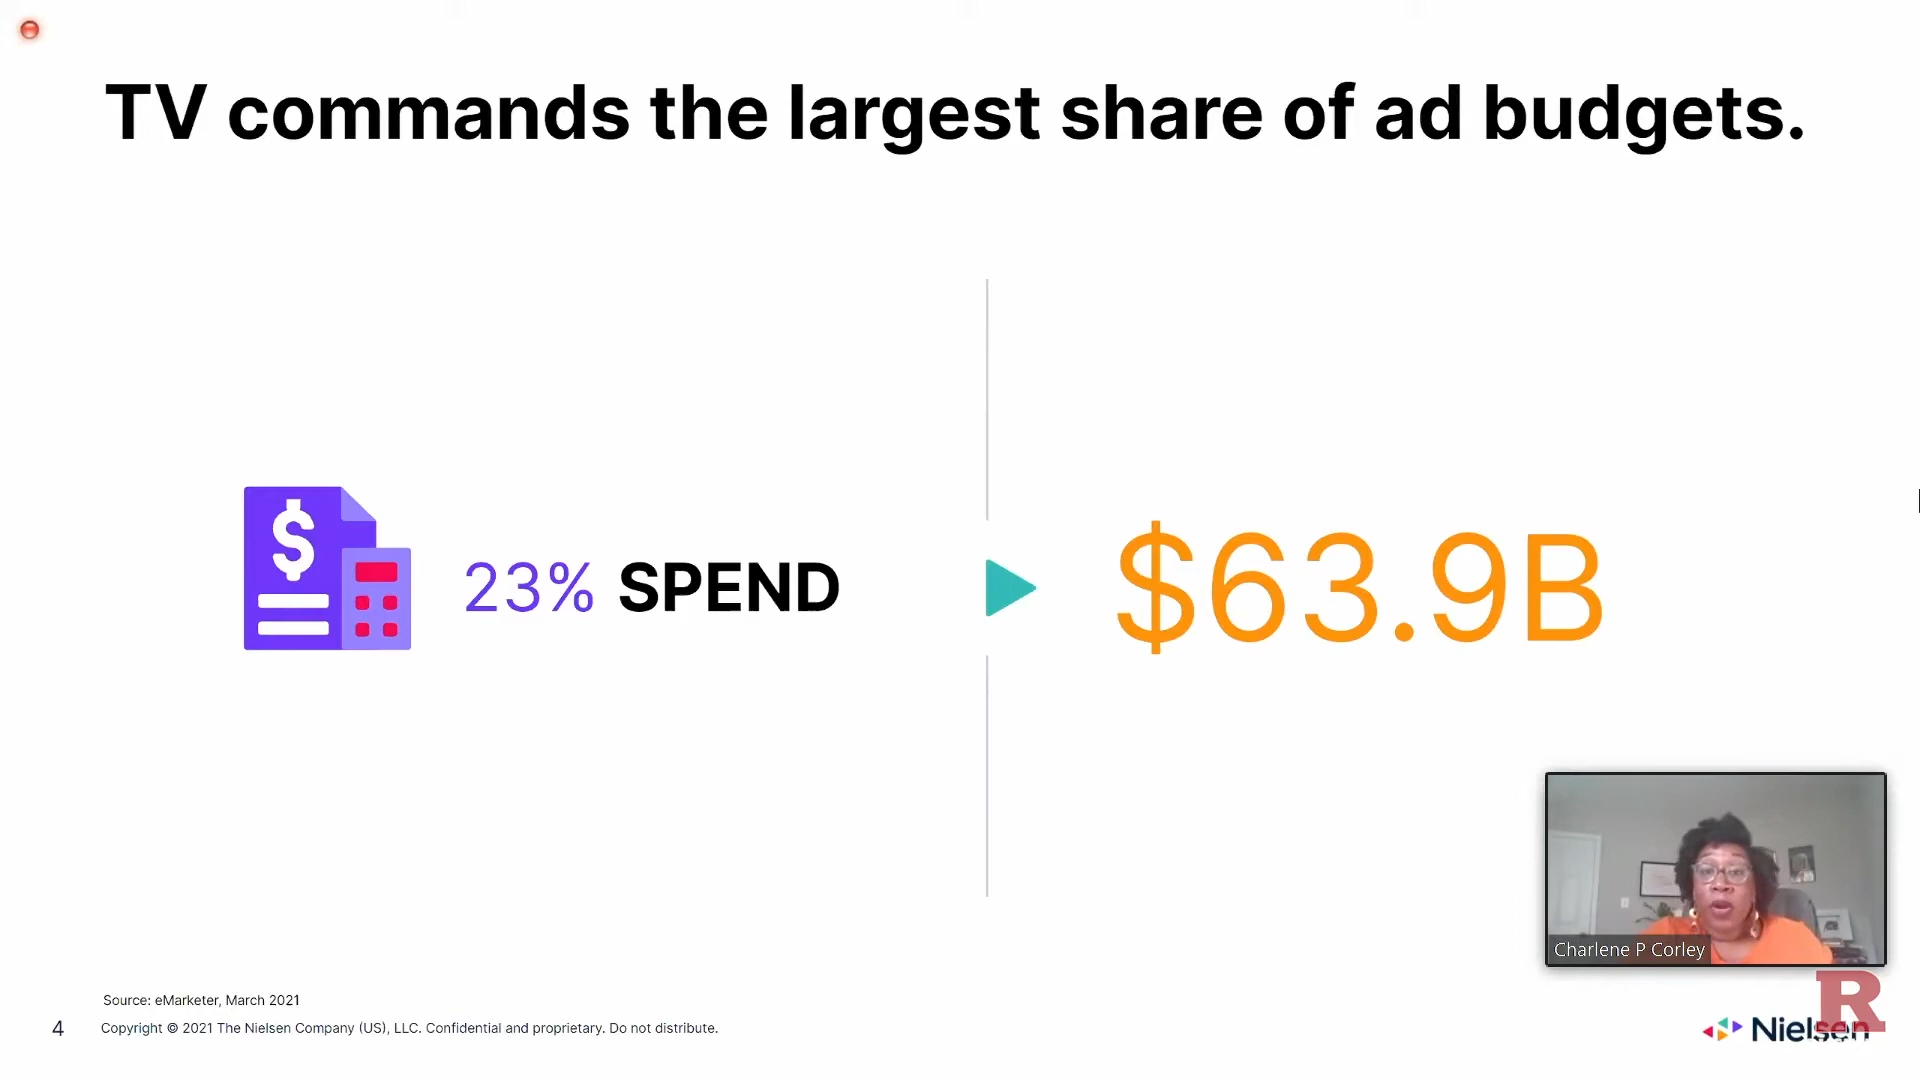 TV commands the largest share of ad budgets.
$
23% SPEND
$63.9B
Charlene P Corley
Source: eMarketer, March 2021
4
Copyright © 2021 The Nielsen Company (US), LLC. Confidential and proprietary. Do not distribute.
Nielsen
R